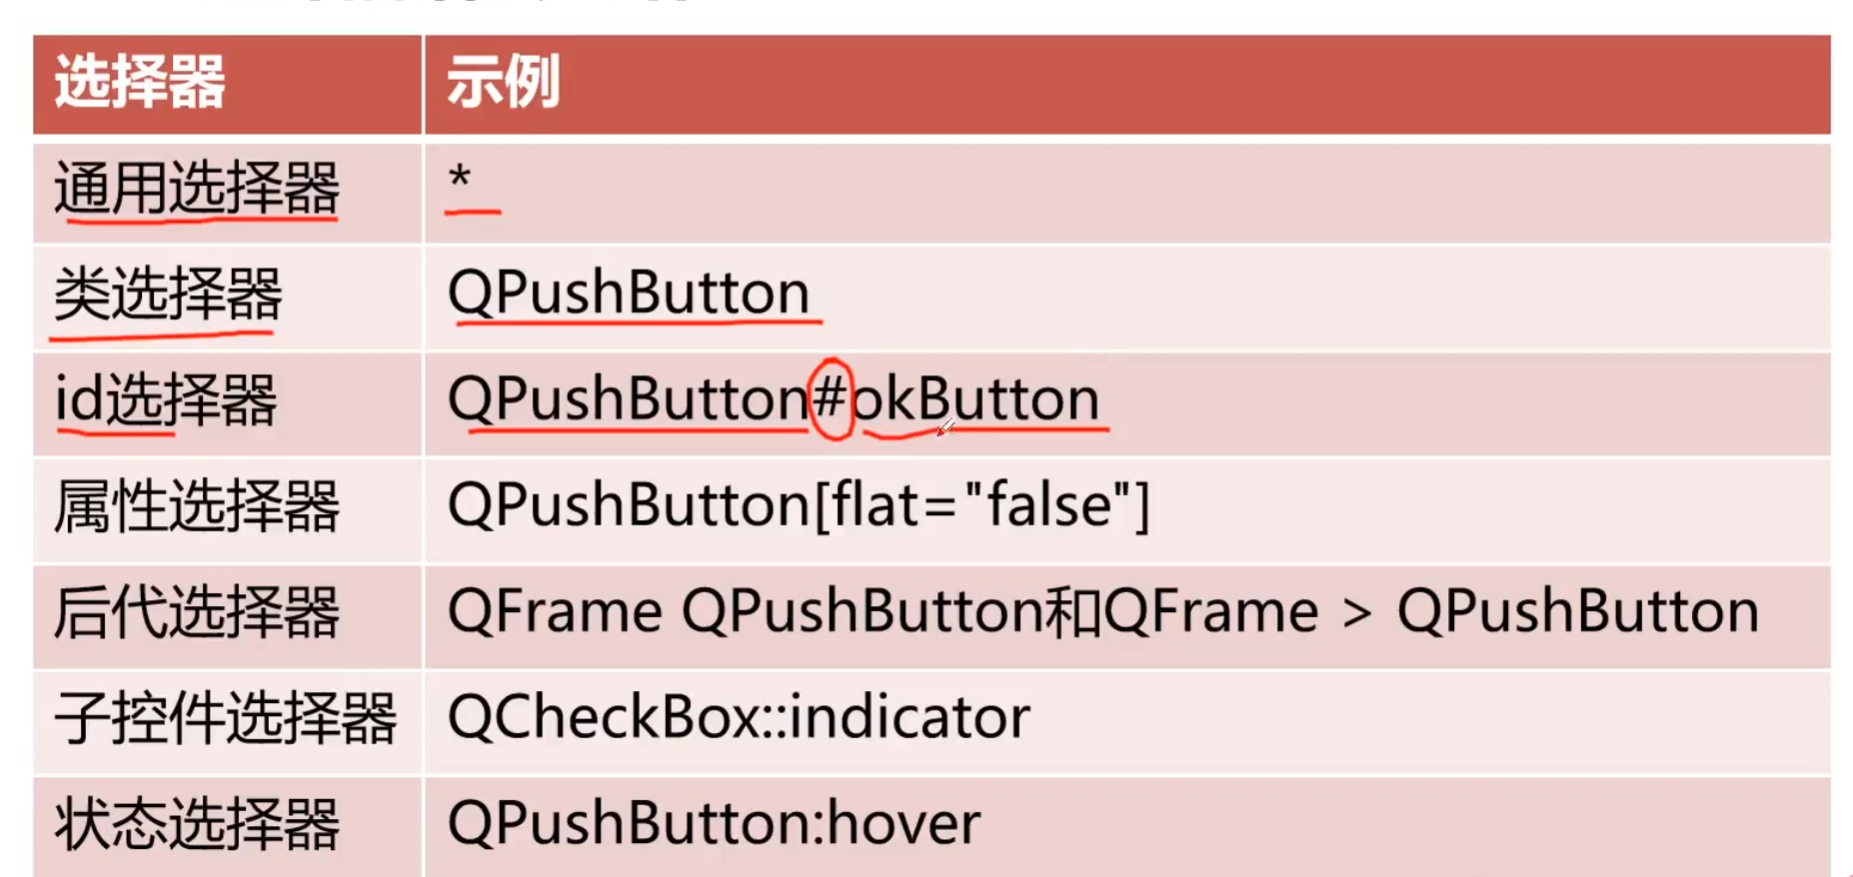 选择器 示例
通用选择器 *
类选择器 QPushButton
id选择器 QPushButton#okButton
属性选择器 QPushButton[flat="false"]
后代选择器 QFrame QPushButton和QFrame > QPushButton
子控件选择器 QCheckBox::indicator
状态选择器 QPushButton:hover